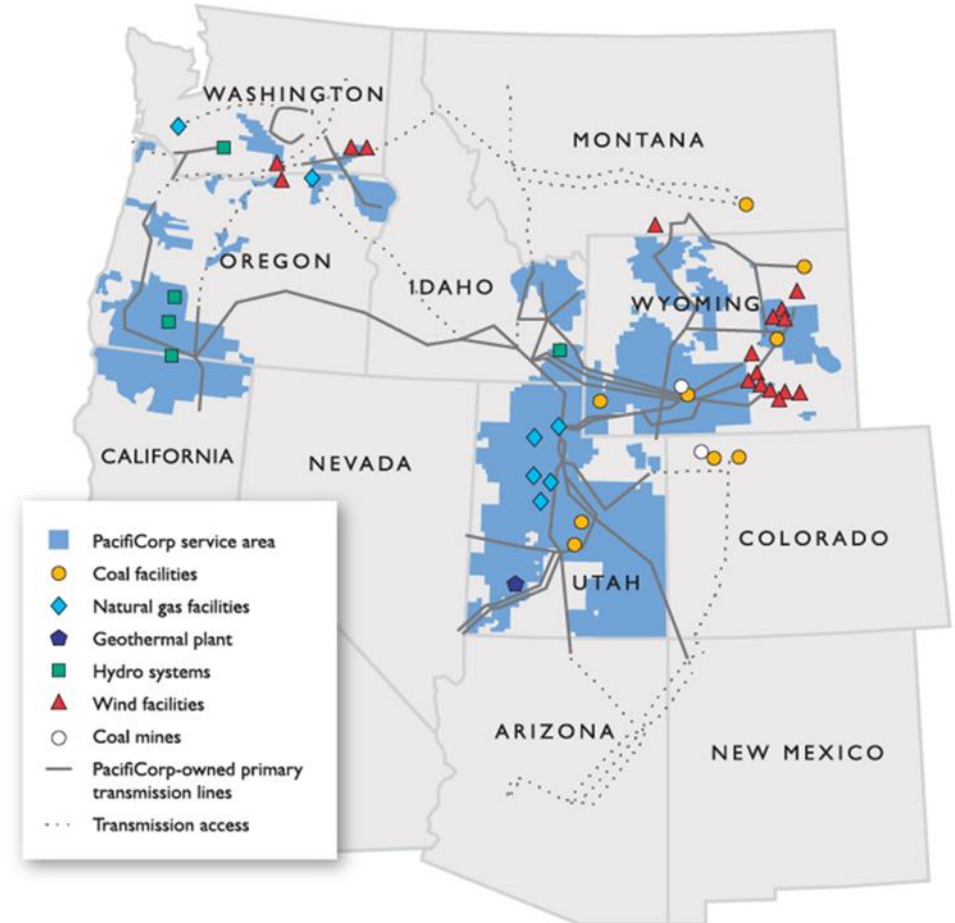 WASHINGTON
MONTANA
OREGON
IDAHO
WYOMING
CALIFORNIA
NEVADA
UTAH
COLORADO
ARIZONA
NEW MEXICO
PacifiCorp service area
Coal facilities
Natural gas facilities
Geothermal plant
Hydro systems
Wind facilities
Coal mines
PacifiCorp-owned primary
transmission lines
Transmission access